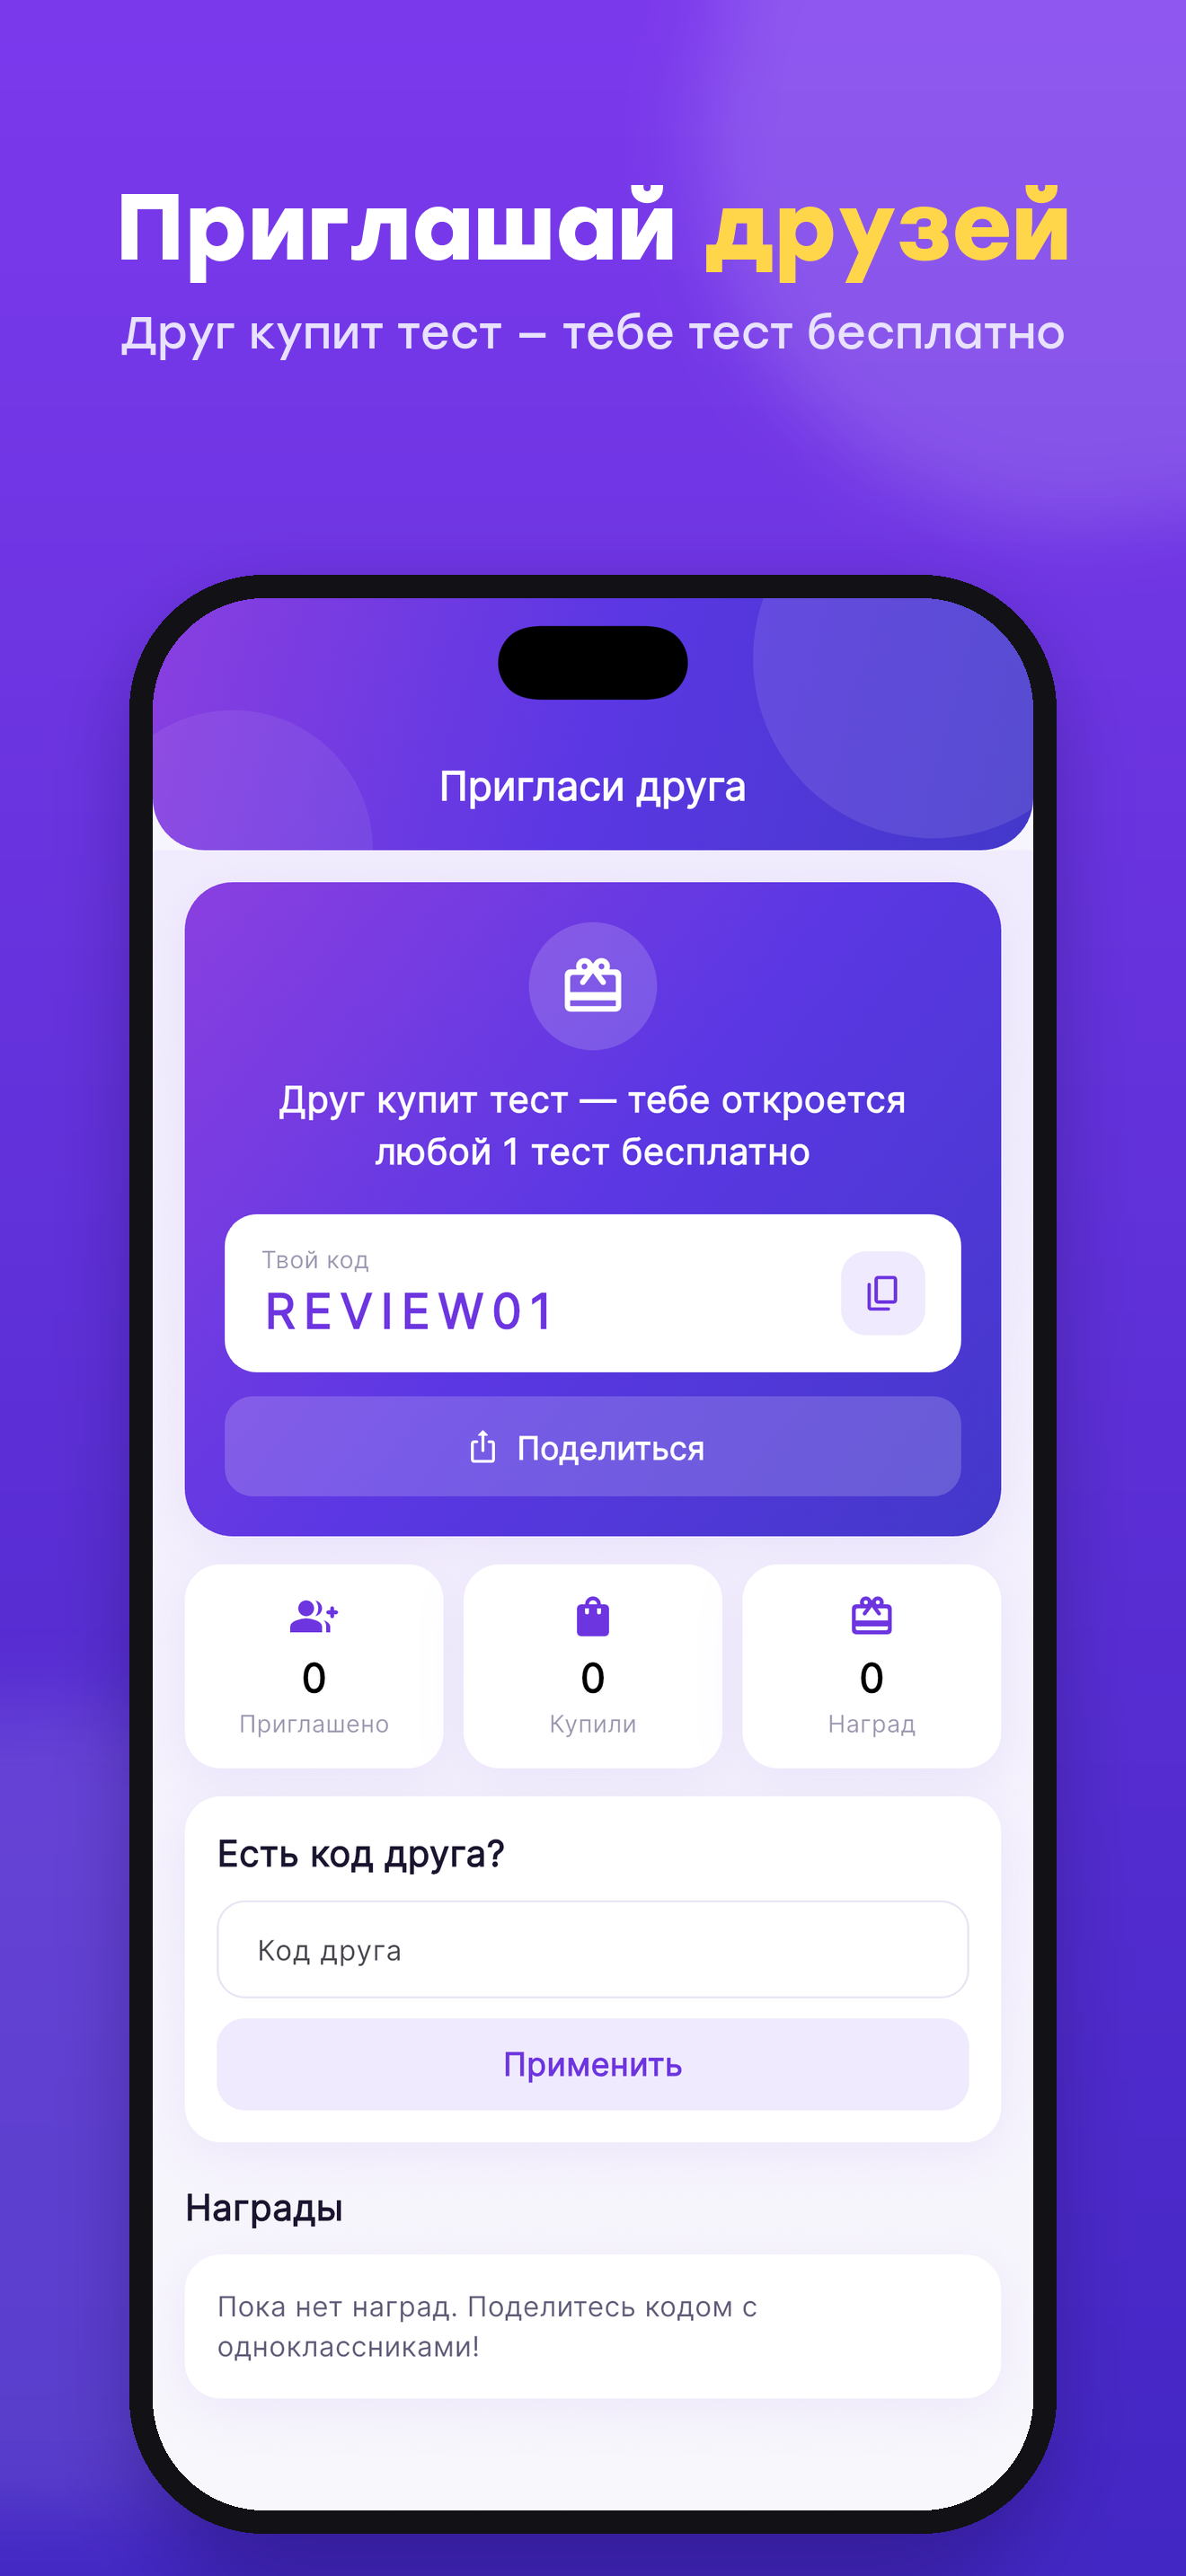 Приглашай друзей
Друг купит тест – тебе тест бесплатно
Пригласи друга
Друг купит тест — тебе откроется
любой 1 тест бесплатно
Твой код
REVIEW01
Поделиться
0
Приглашено
0
Купили
0
Наград
Есть код друга?
Код друга
Применить
Награды
Пока нет наград. Поделитесь кодом с
одноклассниками!